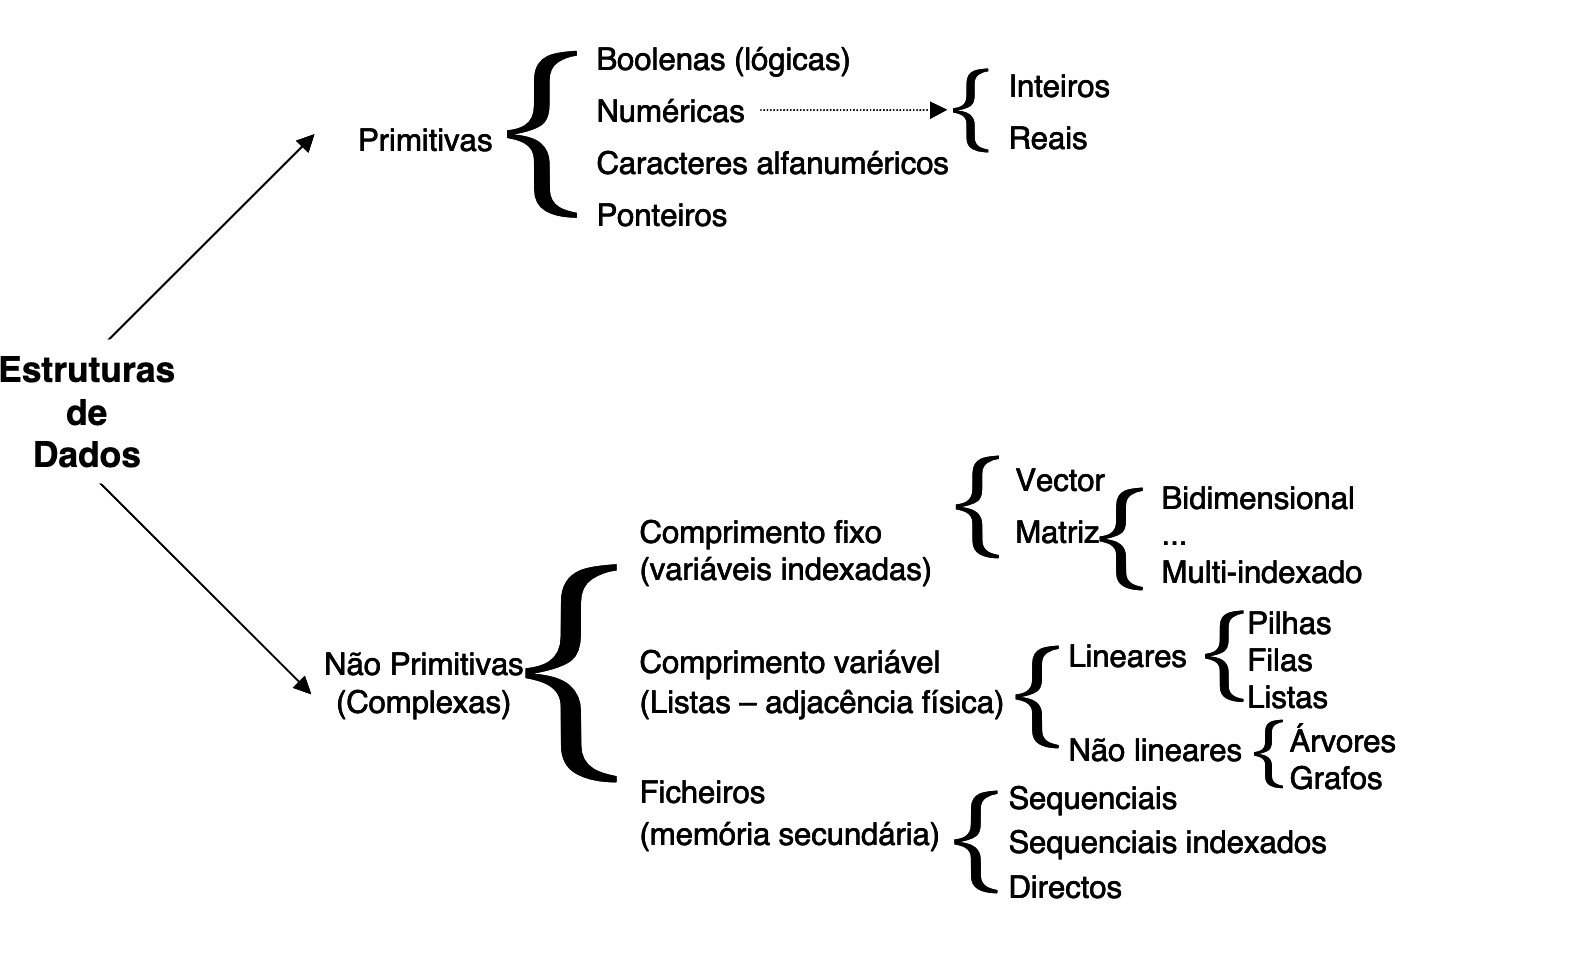 Boolenas (lógicas)
Numéricas
Caracteres alfanuméricos
Ponteiros
Inteiros
Reais
Primitivas
Estruturas
de
Dados
Não Primitivas
(Complexas)
Comprimento fixo
(variáveis indexadas)
Vector
Matriz
Bidimensional
...
Multi-indexado
Comprimento variável
(Listas – adjacência física)
Lineares
Pilhas
Filas
Listas
Não lineares
Árvores
Grafos
Ficheiros
(memória secundária)
Sequenciais
Sequenciais indexados
Directos